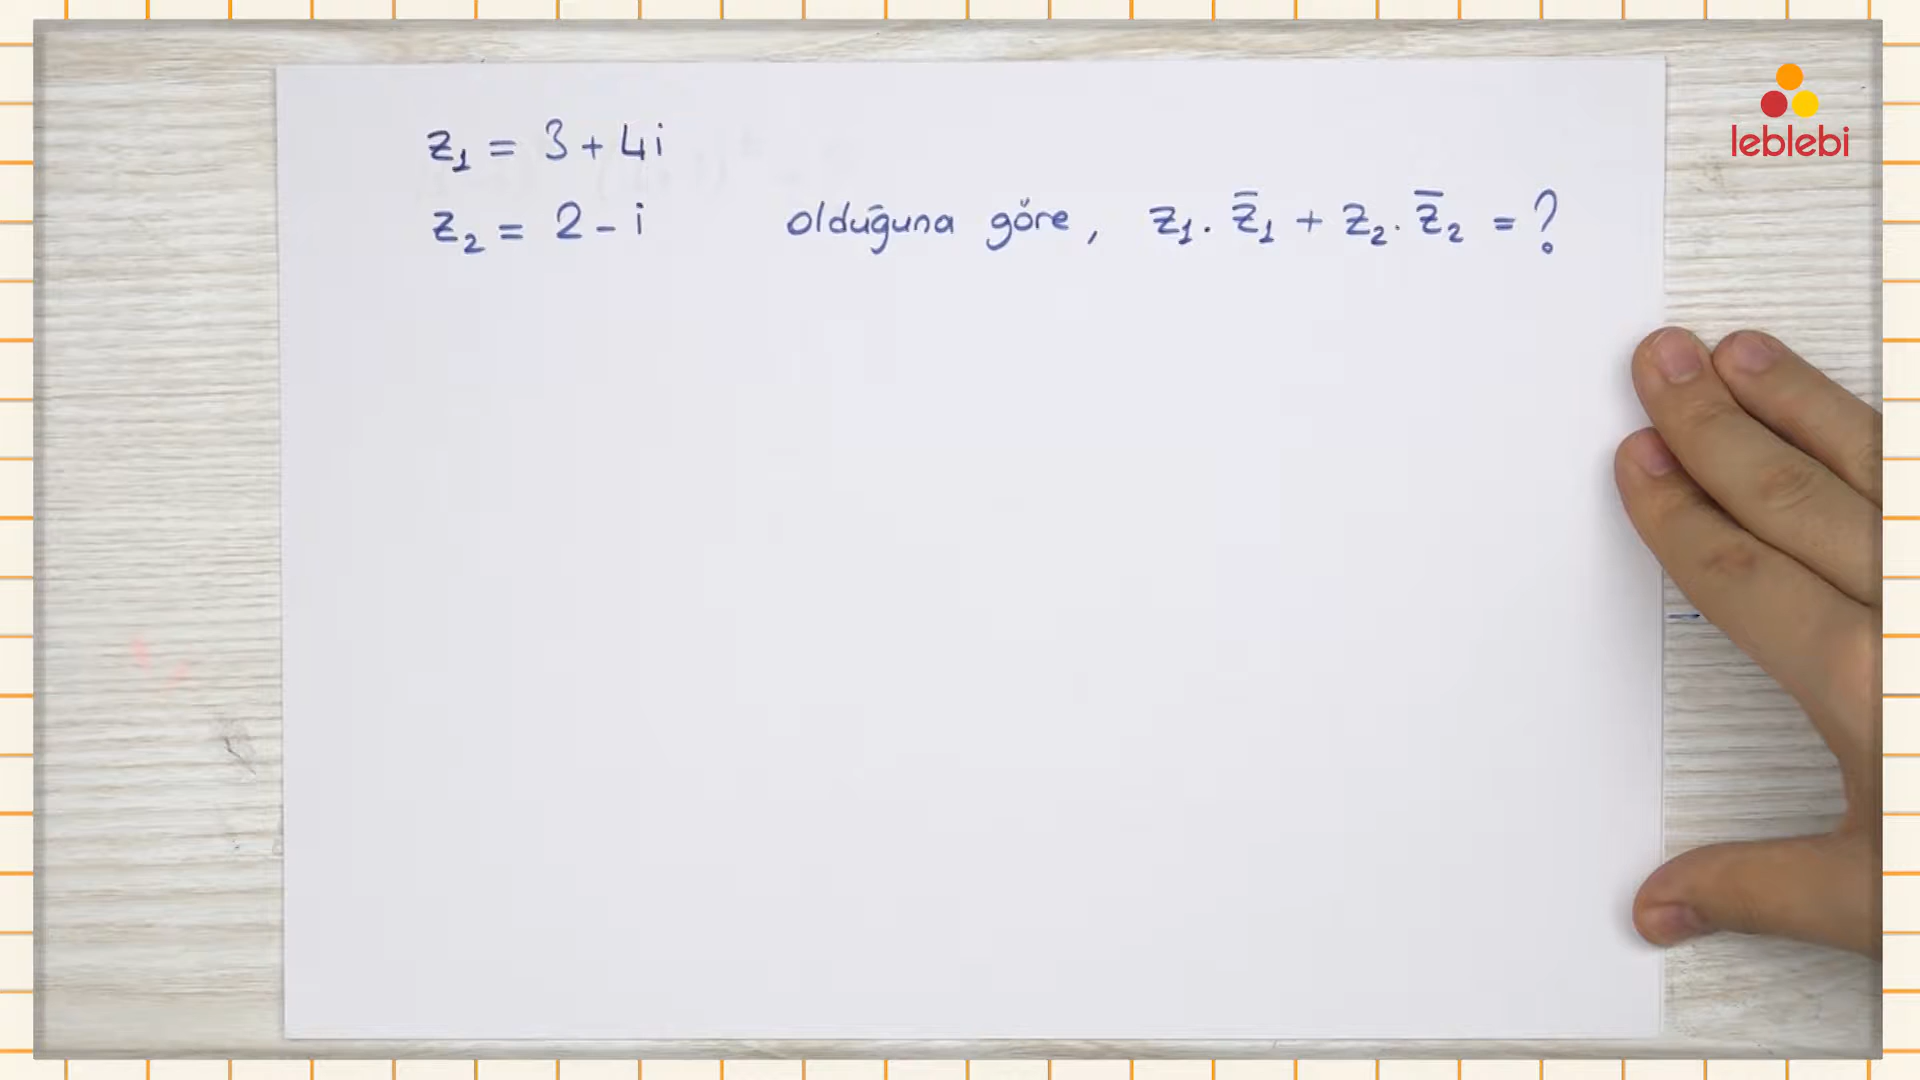 leblebi
z₁ = 3 + 4i
z₂ = 2 - i olduğuna göre, z₁ . z̅₁ + z₂ . z̅₂ = ?